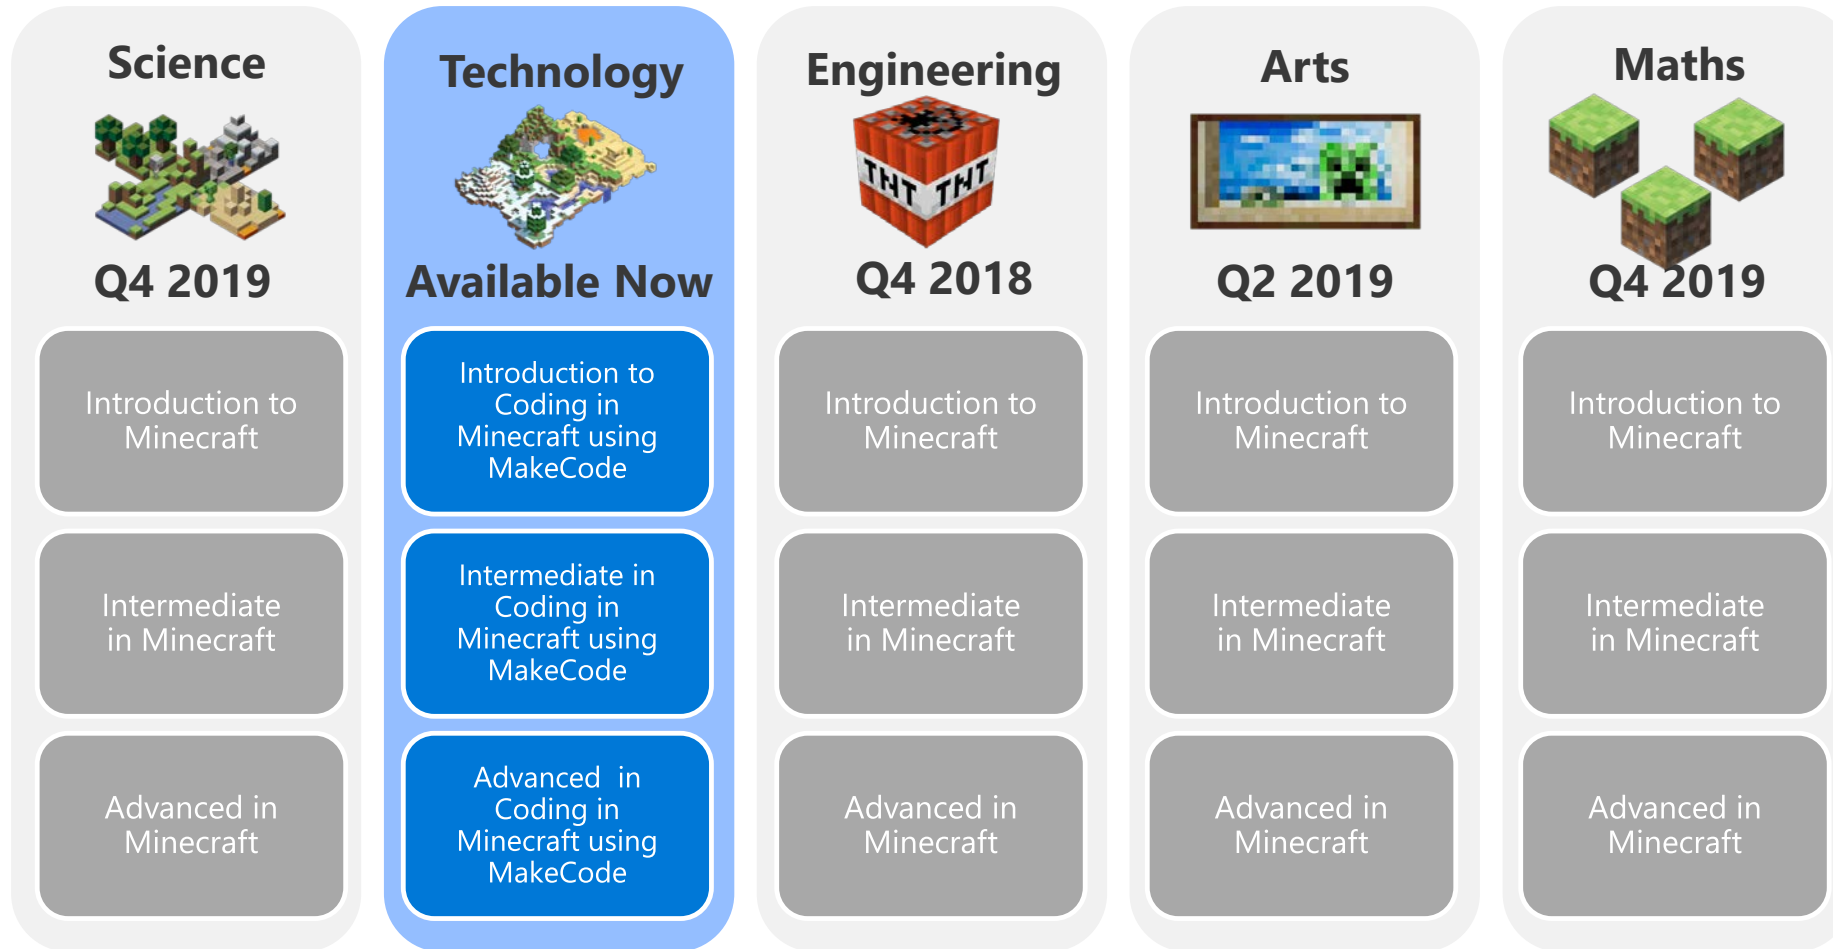 Science
Q4 2019
Introduction to
Minecraft
Intermediate
in Minecraft
Advanced in
Minecraft
Technology
Available Now
Introduction to
Coding in
Minecraft using
MakeCode
Intermediate in
Coding in
Minecraft using
MakeCode
Advanced  in
Coding in
Minecraft using
MakeCode
Engineering
TNT TNT
Q4 2018
Introduction to
Minecraft
Intermediate
in Minecraft
Advanced in
Minecraft
Arts
Q2 2019
Introduction to
Minecraft
Intermediate
in Minecraft
Advanced in
Minecraft
Maths
Q4 2019
Introduction to
Minecraft
Intermediate
in Minecraft
Advanced in
Minecraft